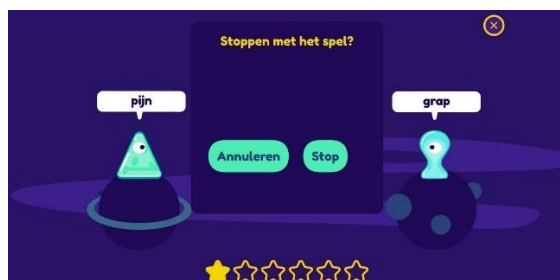 Stoppen met het spel?
pijn
grap
Annuleren
Stop